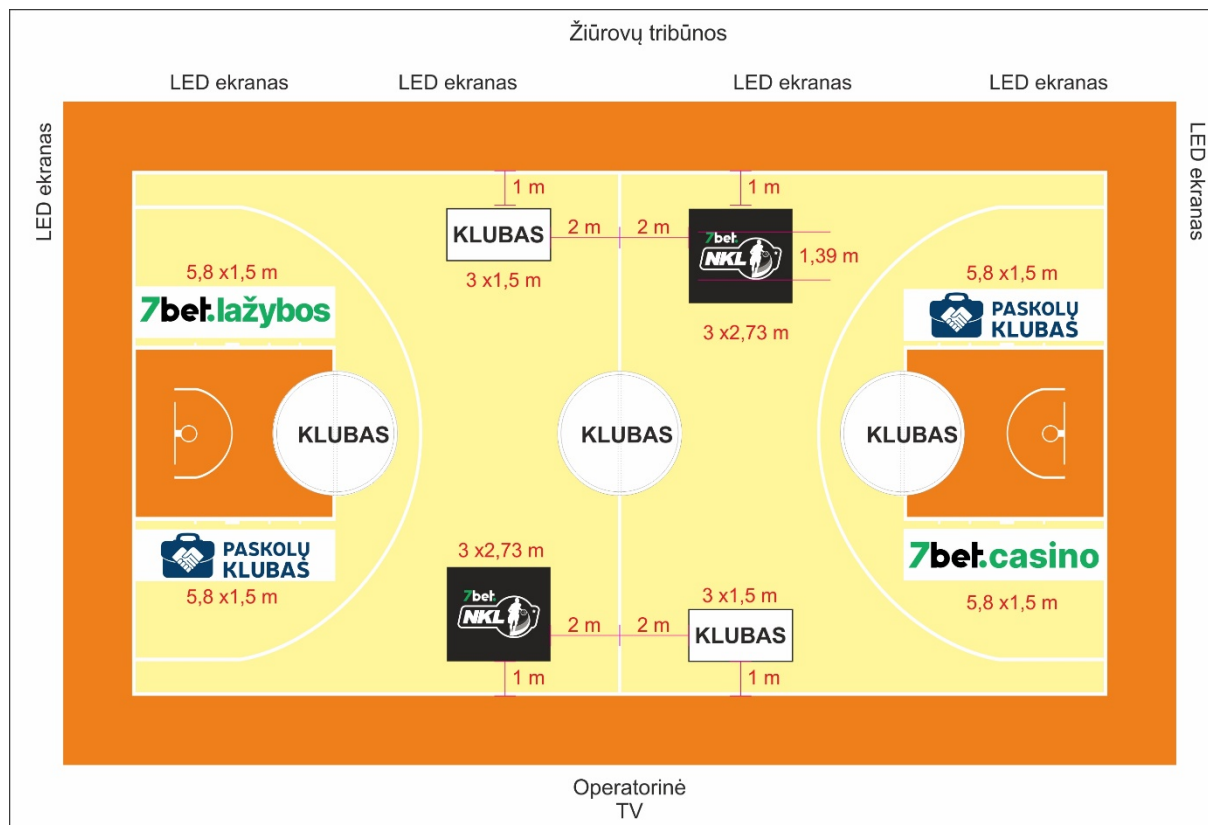 Žiūrovų tribūnos
LED ekranas
LED ekranas
LED ekranas
LED ekranas
LED ekranas
LED ekranas
1 m
1 m
KLUBAS
2 m
2 m
7bet.
NKL
1,39 m
3 x1,5 m
3 x2,73 m
5,8 x1,5 m
7bet.lažybos
5,8 x1,5 m
PASKOLŲ
KLUBAS
KLUBAS
KLUBAS
KLUBAS
PASKOLŲ
KLUBAS
5,8 x1,5 m
3 x2,73 m
7bet.
NKL
2 m
2 m
3 x1,5 m
KLUBAS
7bet.casino
5,8 x1,5 m
1 m
1 m
Operatorinė
TV